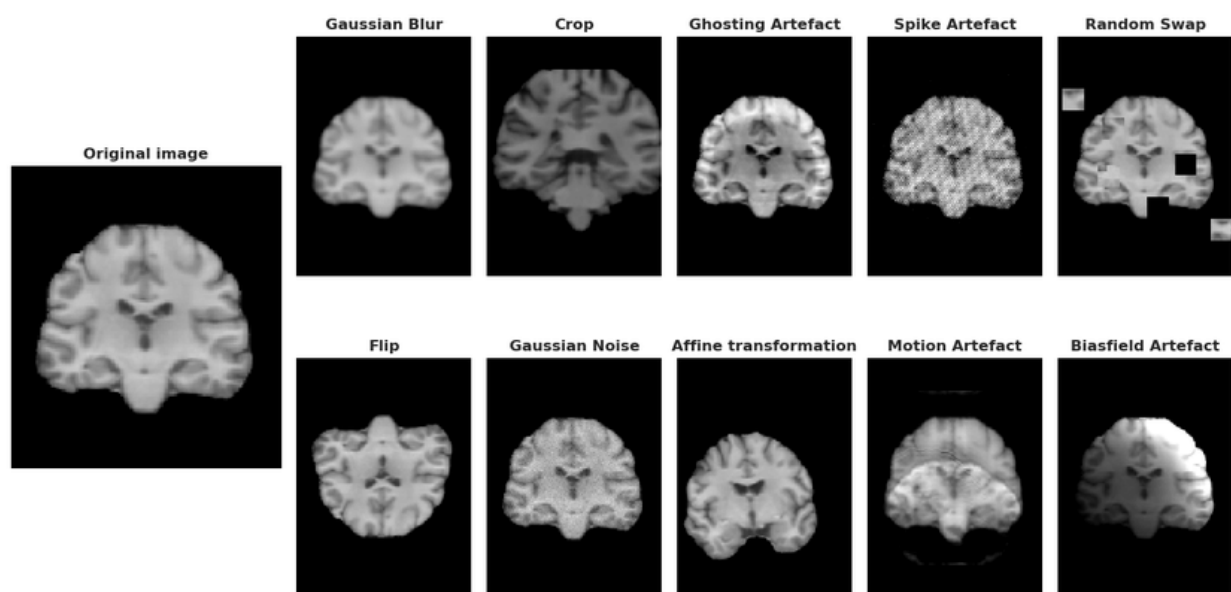 Gaussian Blur
Crop
Ghosting Artefact
Spike Artefact
Random Swap
Original image
Flip
Gaussian Noise
Affine transformation
Motion Artefact
Biasfield Artefact